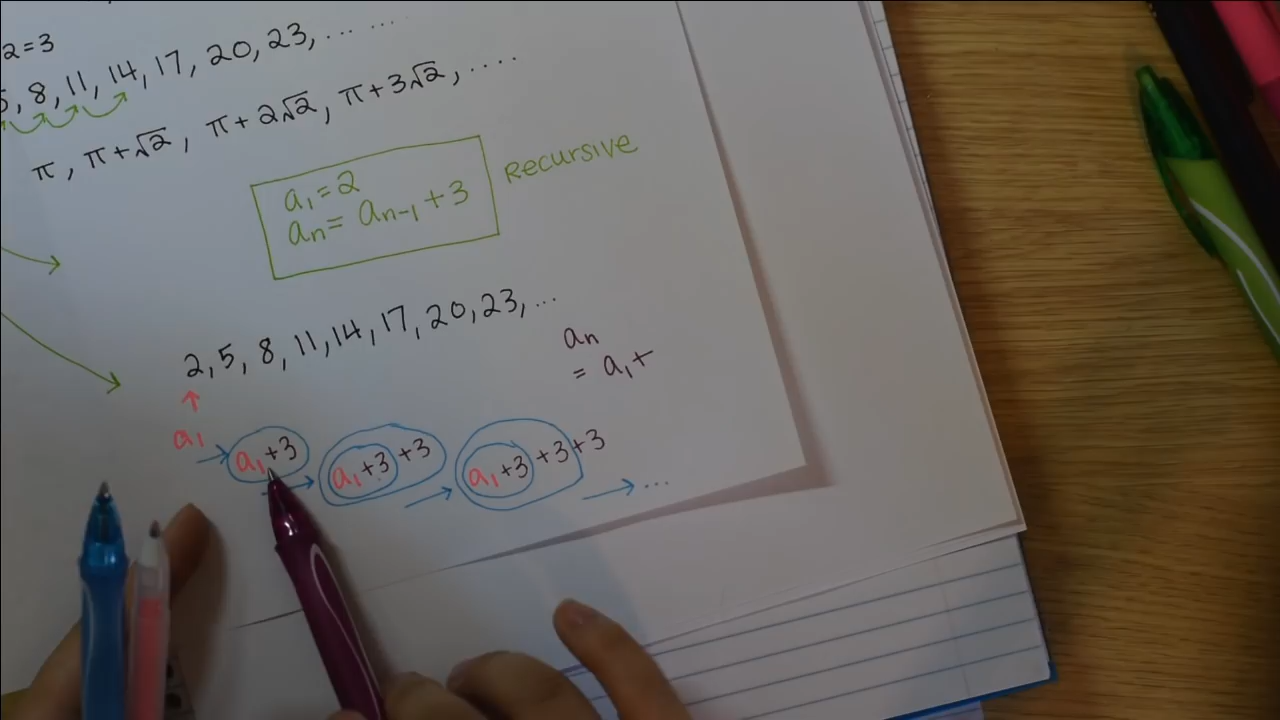 2=3
5, 8, 11, 14, 17, 20, 23, ... ...
π, π+√2, π+2√2, π+3√2, ....
a₁=2
aₙ= aₙ₋₁+3
Recursive
2, 5, 8, 11, 14, 17, 20, 23, ...
aₙ
= a₁+
a₁
a₁+3
a₁+3+3
a₁+3+3+3
...